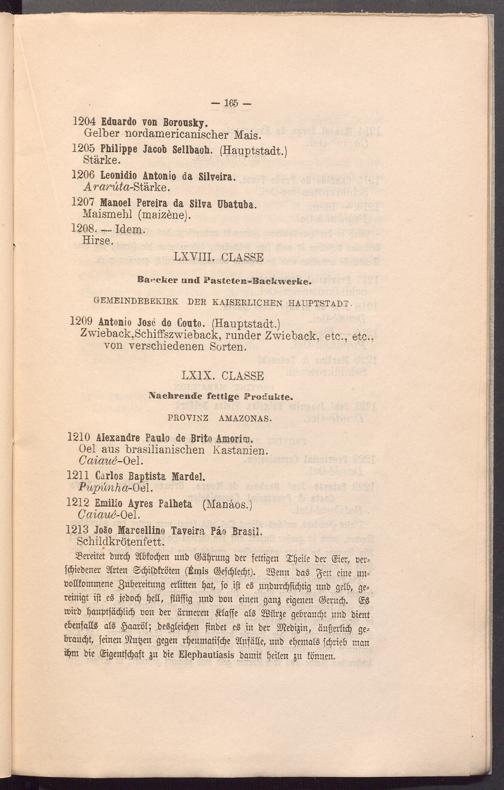 — 165 —
1204 Eduardo von Borousky.
Gelber nordamericanischer Mais.
1205 Philippe Jacob Sellbach. (Hauptstadt.)
Stärke.
1206 Leonidio Antonio da Silveira.
Ararúta-Stärke.
1207 Manoel Pereira da Silva Ubatuba.
Maismehl (maizène).
1208. — Idem.
Hirse.
LXVIII. CLASSE
Baecker und Pasteten-Backwerke.
GEMEINDEBEKIRK DER KAISERLICHEN HAUPTSTADT.
1209 Antonio José do Couto. (Hauptstadt.)
Zwieback,Schiffszwieback, runder Zwieback, etc., etc.,
von verschiedenen Sorten.
LXIX. CLASSE
Naehrende fettige Produkte.
PROVINZ AMAZONAS.
1210 Alexandre Paulo de Brito Amorim.
Oel aus brasilianischen Kastanien.
Caiaué-Oel.
1211 Carlos Baptista Mardel.
Pupúnha-Oel.
1212 Emilio Ayres Palheta (Manáos.)
Caiaué-Oel.
1213 João Marcellino Taveira Páo Brasil.
Schildkrötenfett.
Bereitet durch Abkochen und Gährung der fettigen Theile der Eier, ver-
schiedener Arten Schildkröten (Émis Geschlecht). Wenn das Fett eine un-
vollkommene Zubereitung erlitten hat, so ist es undurchsichtig und gelb, ge-
reinigt ist es jedoch hell, flüssig und von einen ganz eigenen Geruch. Es
wird hauptsächlich von der ärmeren Klasse als Würze gebraucht und dient
ebenfalls als Haaröl; desgleichen findet es in der Medizin, äußerlich ge-
braucht, seinen Nutzen gegen rheumatische Anfälle, und ehemals schrieb man
ihm die Eigentschaft zu die Elephautiasis damit heilen zu können.